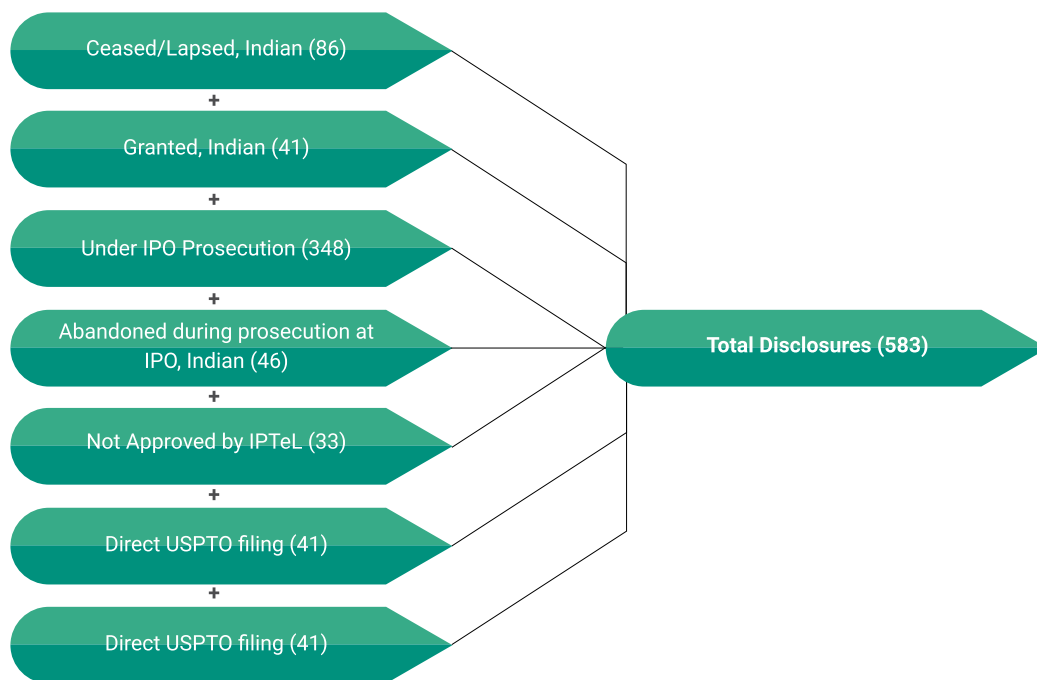 Ceased/Lapsed, Indian (86)
+
Granted, Indian (41)
+
Under IPO Prosecution (348)
+
Abandoned during prosecution at
IPO, Indian (46)
+
Not Approved by IPTeL (33)
+
Direct USPTO filing (41)
+
Direct USPTO filing (41)
Total Disclosures (583)